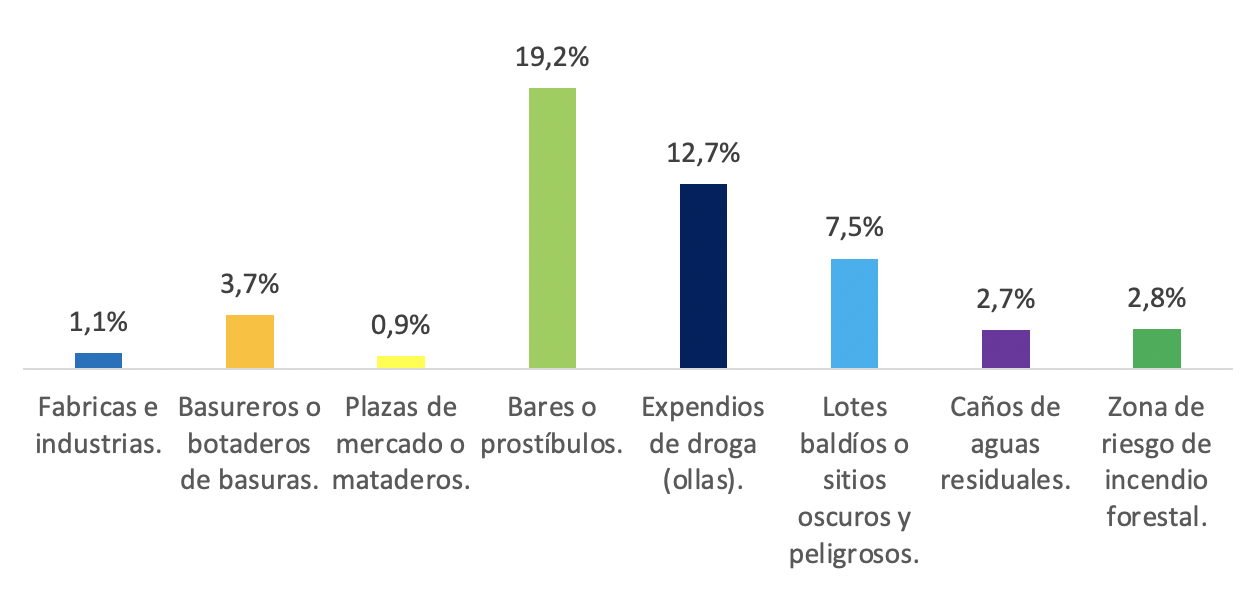 19,2%
12,7%
7,5%
3,7%
2,7%
2,8%
1,1%
0,9%
Fabricas e
industrias.
Basureros o
botaderos
de basuras.
Plazas de
mercado o
mataderos.
Bares o
prostíbulos.
Expendios
de droga
(ollas).
Lotes
baldíos o
sitios
oscuros y
peligrosos.
Caños de
aguas
residuales.
Zona de
riesgo de
incendio
forestal.